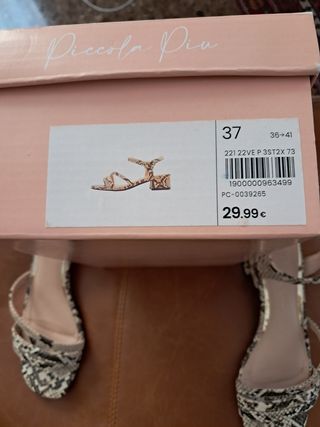 Piccola Piu
37
36→41
221 22VE P 3ST2X 73
1900000963499
PC-0039265
29.99€